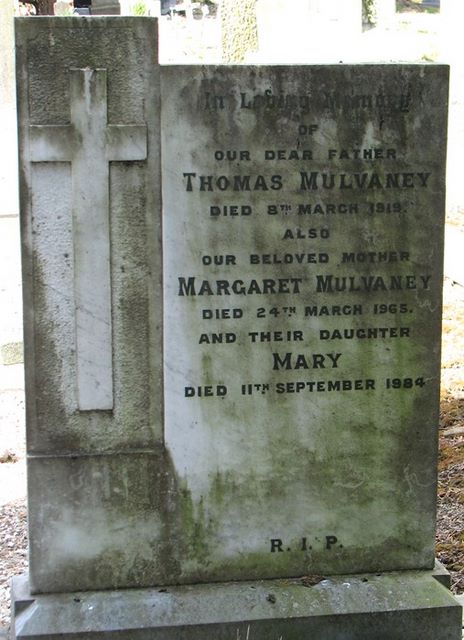 In Loving Memory
OF
OUR DEAR FATHER
THOMAS MULVANEY
DIED 8TH MARCH 1919.
ALSO
OUR BELOVED MOTHER
MARGARET MULVANEY
DIED 24TH MARCH 1965.
AND THEIR DAUGHTER
MARY
DIED 11TH SEPTEMBER 1984
R. I. P.